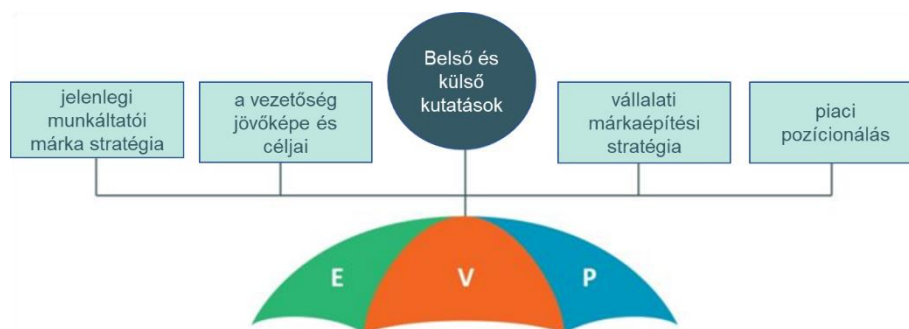 jelenlegi
munkáltatói
márka stratégia
a vezetőség
jövőképe és
céljai
Belső és
külső
kutatások
vállalati
márkaépítési
stratégia
piaci
pozícionálás
E V P